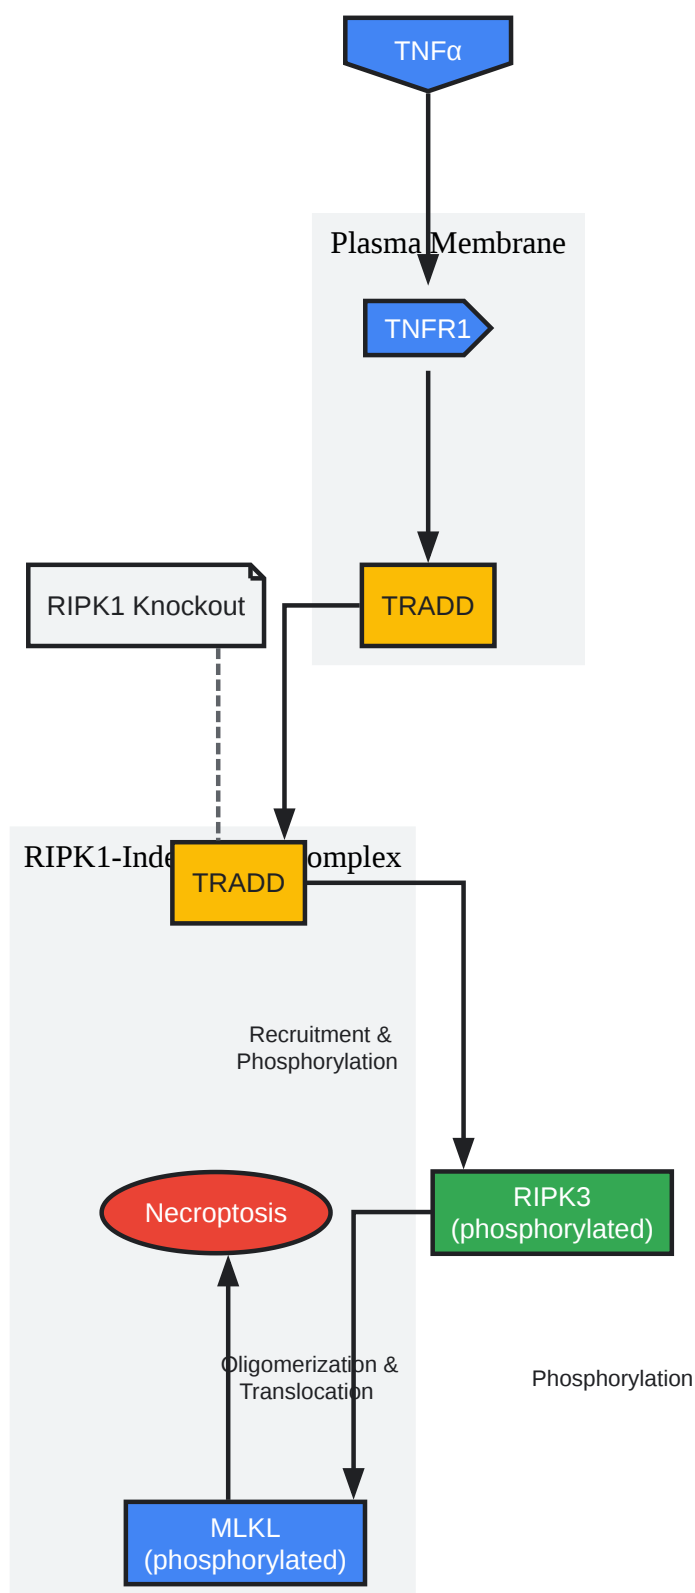 TNFα
Plasma Membrane
TNFR1
RIPK1 Knockout
TRADD
RIPK1-Inde
omplex
TRADD
Recruitment &
Phosphorylation
RIPK3
(phosphorylated)
Necroptosis
Oligomerization &
Translocation
Phosphorylation
MLKL
(phosphorylated)